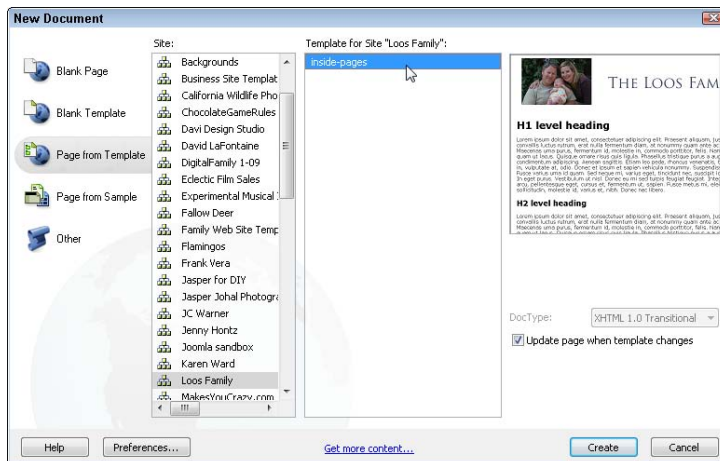 New Document
Blank Page
Blank Template
Page from Template
Page from Sample
Other
Site:
Backgrounds
Business Site Templat
California Wildlife Pho
ChocolateGameRules
Davi Design Studio
David LaFontaine
DigitalFamily 1-09
Eclectic Film Sales
Experimental Musical
Fallow Deer
Family Web Site Temp
Flamingos
Frank Vera
Jasper for DIY
Jasper Johal Photogra
JC Warner
Jenny Hontz
Joomla sandbox
Karen Ward
Loos Family
MakesYouCrazy.com
Template for Site "Loos Family":
inside-pages
THE LOOS FAM
H1 level heading
H2 level heading
DocType:
XHTML 1.0 Transitional
Update page when template changes
Help
Preferences...
Get more content...
Create
Cancel